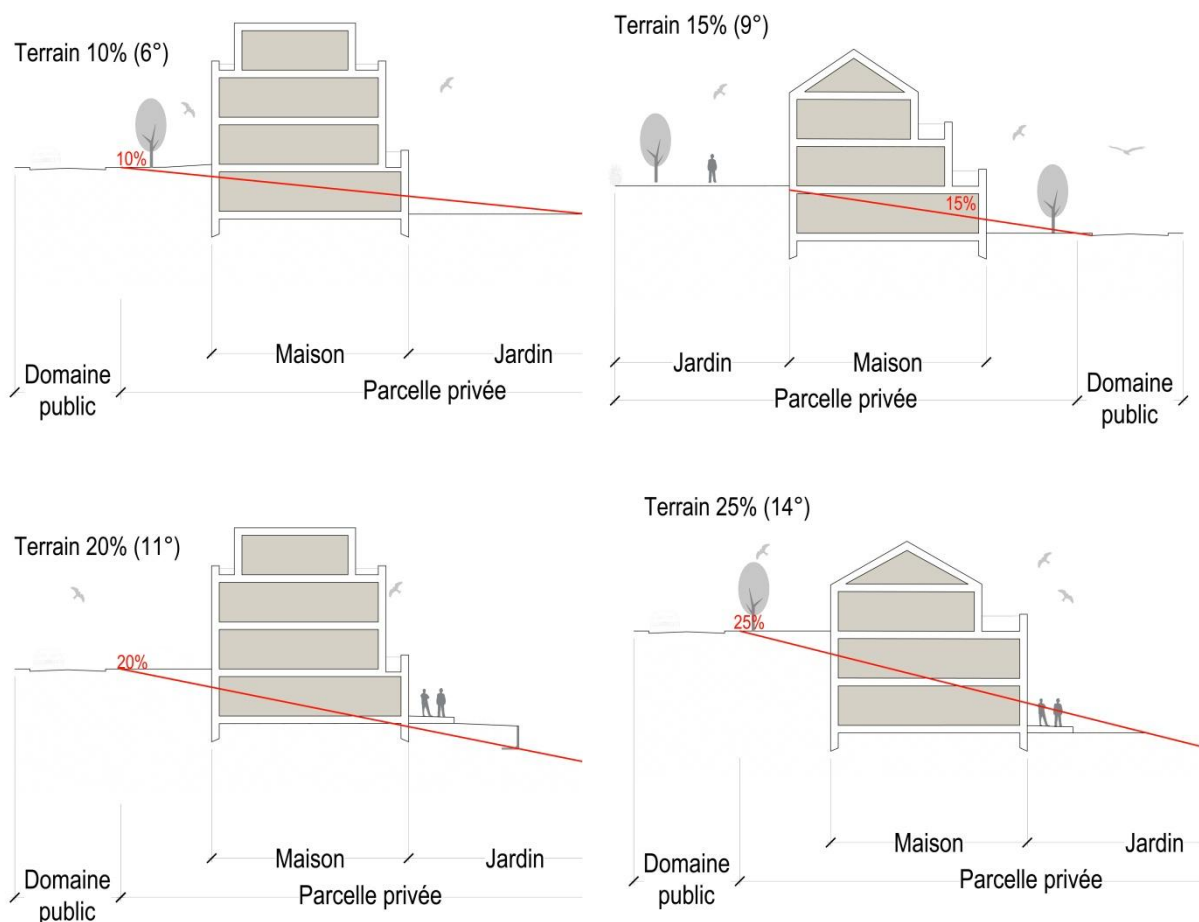 Terrain 10% (6°)
10%
Maison
Jardin
Domaine
public
Parcelle privée
Terrain 15% (9°)
15%
Jardin
Maison
Parcelle privée
Domaine
public
Terrain 20% (11°)
20%
Maison
Jardin
Domaine
public
Parcelle privée
Terrain 25% (14°)
25%
Maison
Jardin
Domaine
public
Parcelle privée